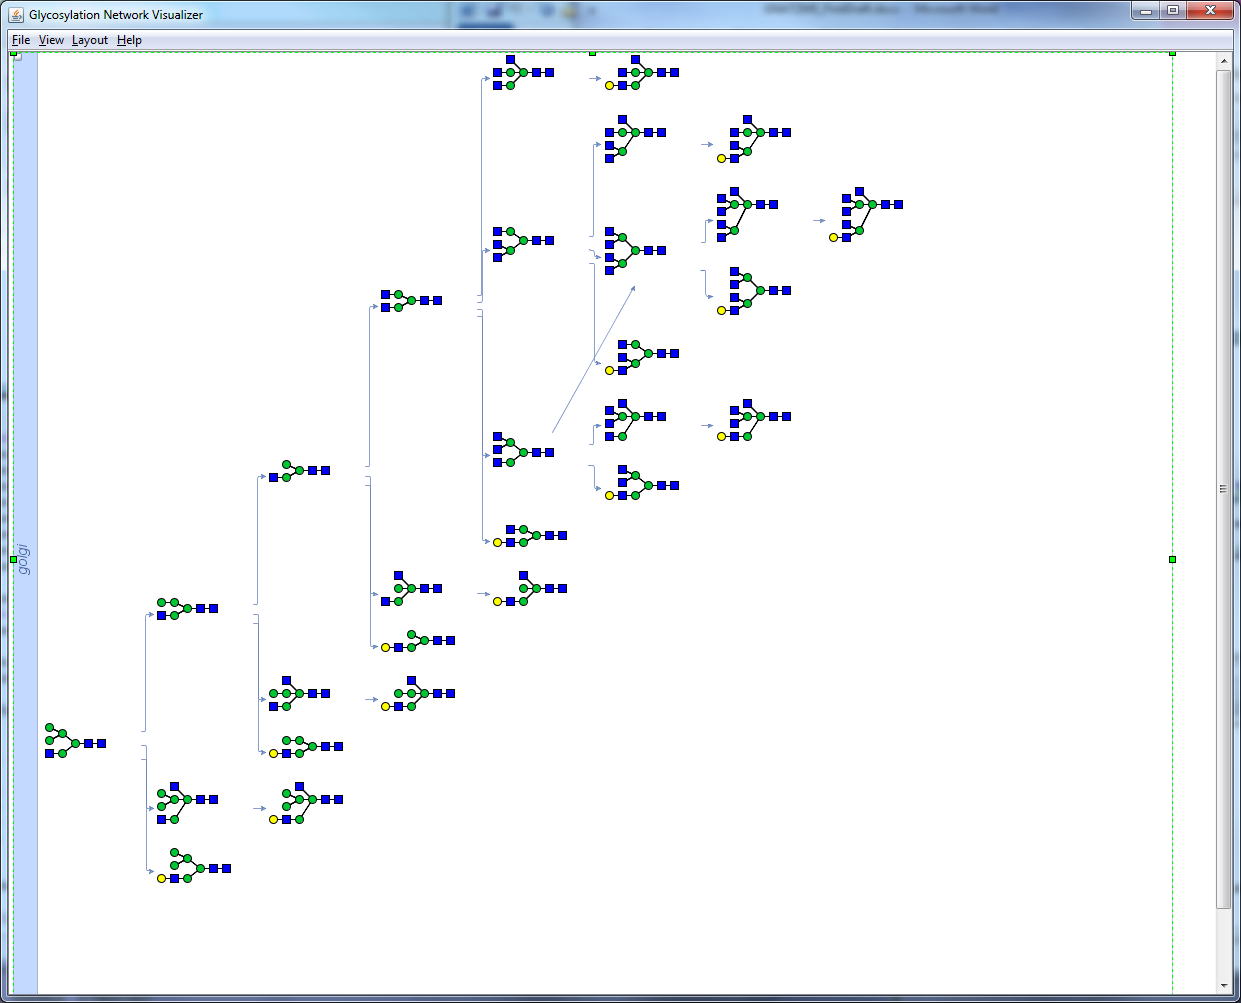 Glycosylation Network Visualizer
File View Layout Help
golgi